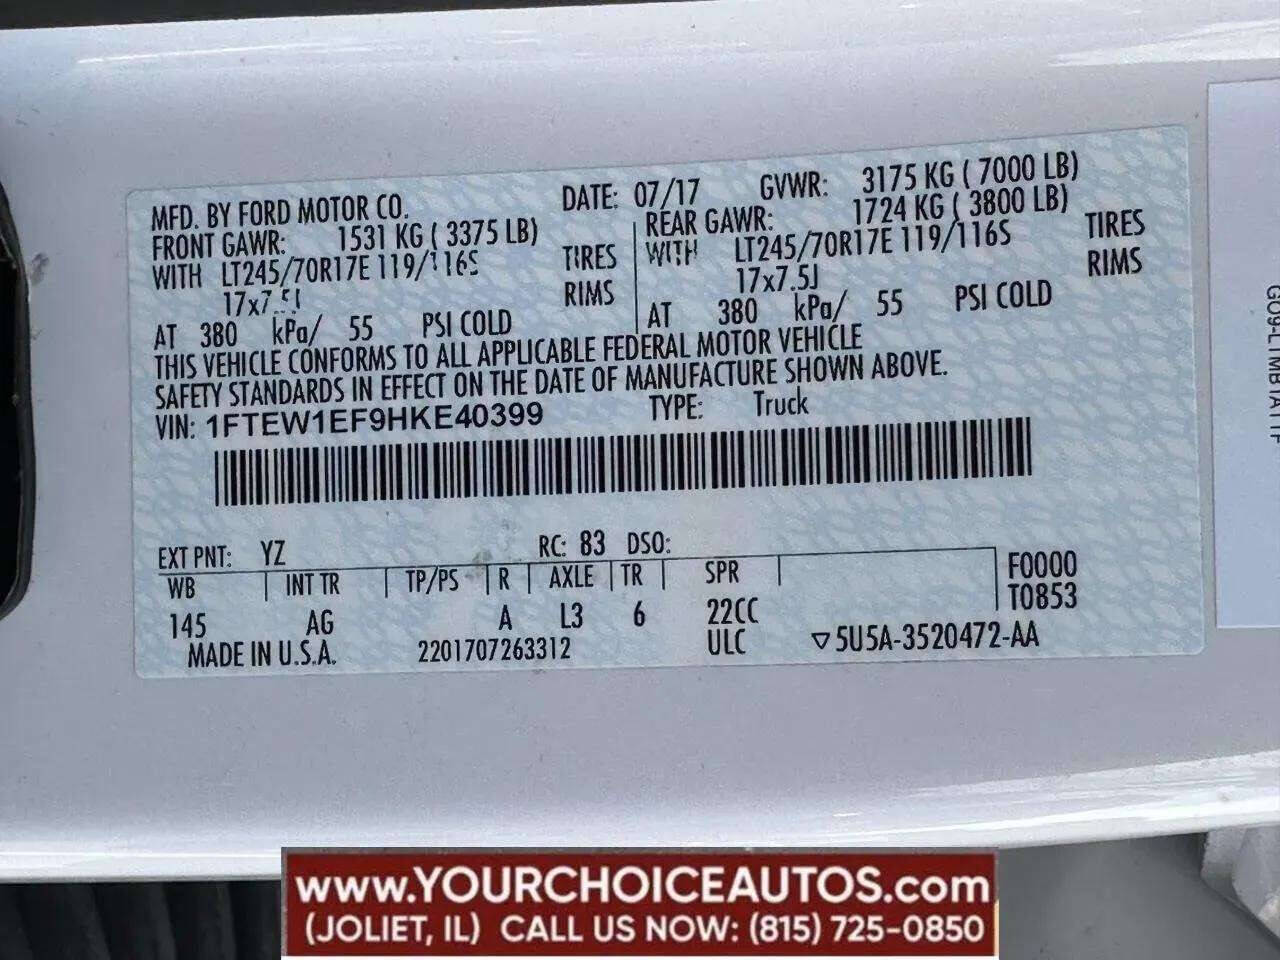 MFD. BY FORD MOTOR CO. DATE: 07/17 GVWR: 3175 KG ( 7000 LB)
FRONT GAWR: 1531 KG ( 3375 LB)
WITH LT245/70R17E 119/116S TIRES
17x7.5J RIMS
AT 380 kPa/ 55 PSI COLD
REAR GAWR: 1724 KG ( 3800 LB)
WITH LT245/70R17E 119/116S TIRES
17x7.5J RIMS
AT 380 kPa/ 55 PSI COLD
THIS VEHICLE CONFORMS TO ALL APPLICABLE FEDERAL MOTOR VEHICLE
SAFETY STANDARDS IN EFFECT ON THE DATE OF MANUFACTURE SHOWN ABOVE.
VIN: 1FTEW1EF9HKE40399 TYPE: Truck
EXT PNT: YZ RC: 83 DSO:
WB INT TR TP/PS R AXLE TR SPR F0000
145 AG A L3 6 22CC T0853
MADE IN U.S.A. 2201707263312 ULC ▽5U5A-3520472-AA
www.YOURCHOICEAUTOS.com
(JOLIET, IL) CALL US NOW: (815) 725-0850